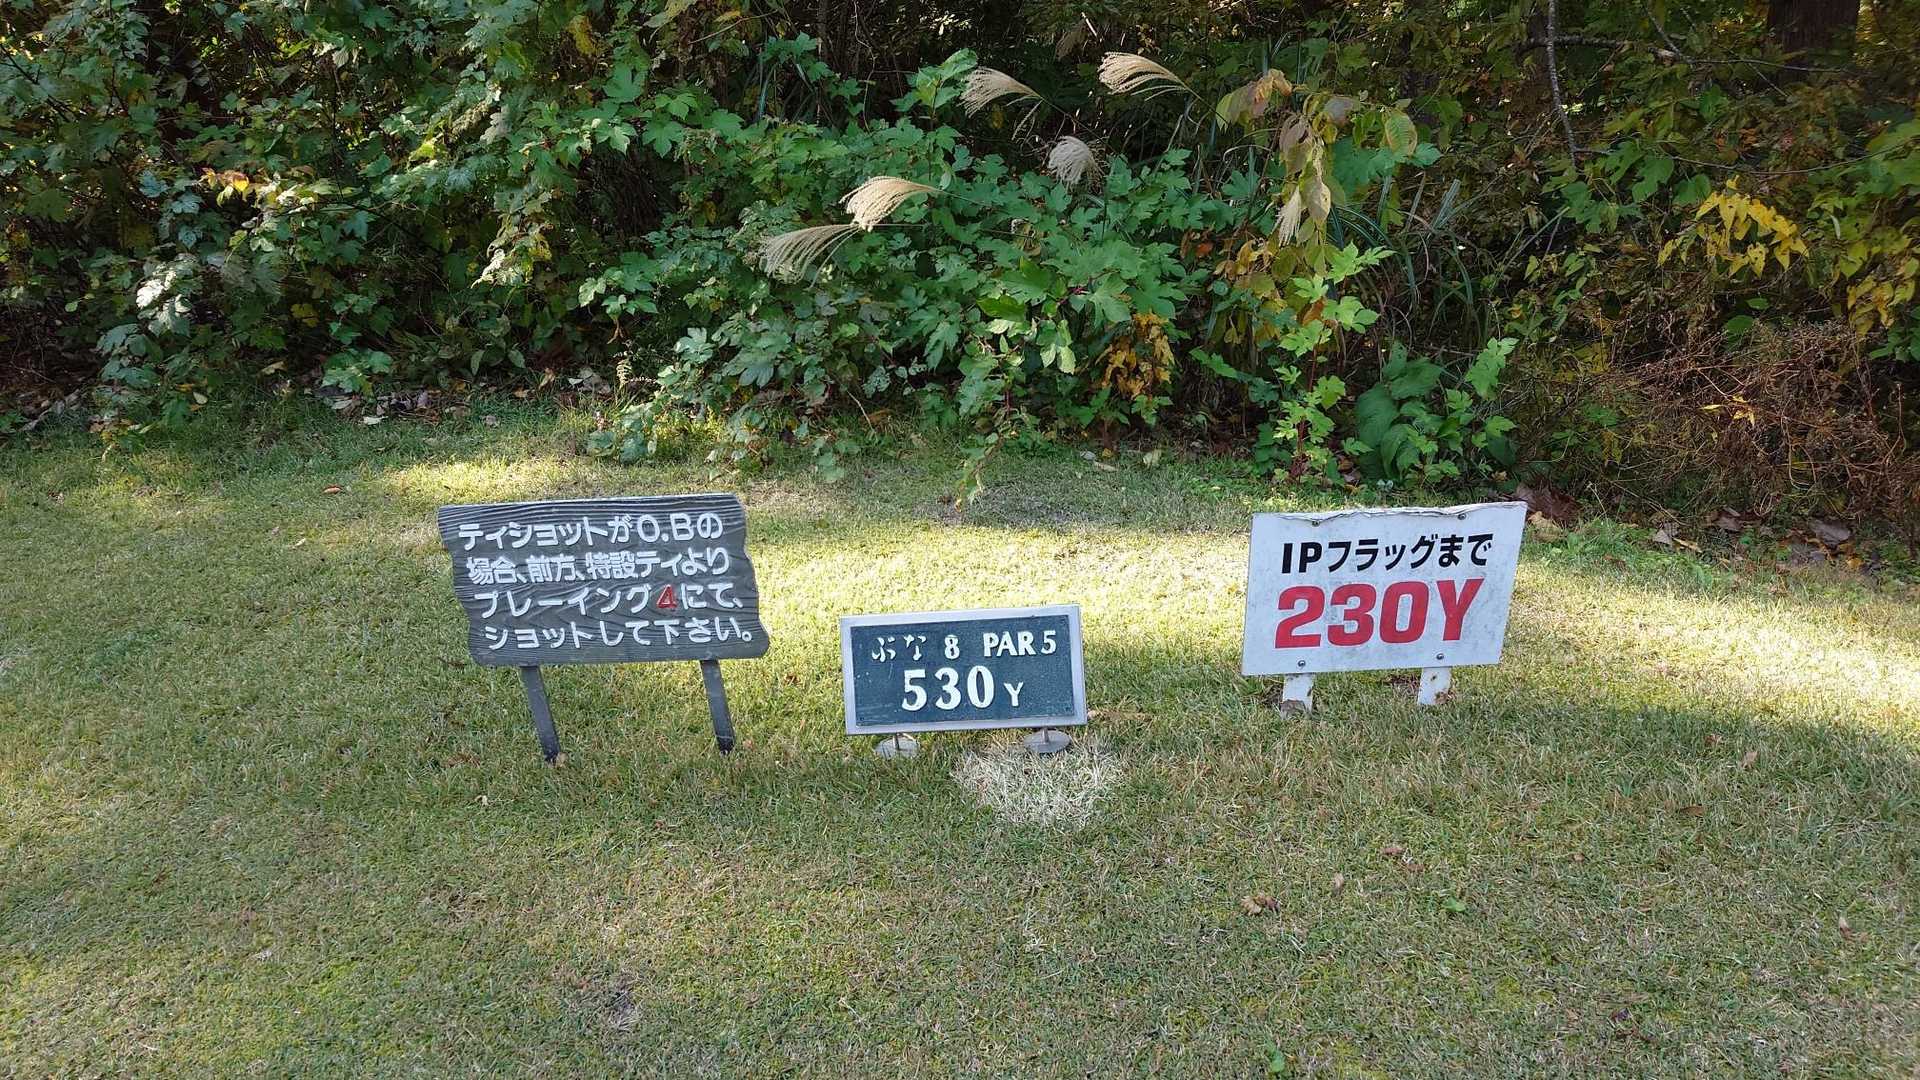 ティショットがO.Bの
場合、前方、特設ティより
プレーイング4にて、
ショットして下さい。
ぶな 8 PAR 5
530 Y
IPフラッグまで
230Y